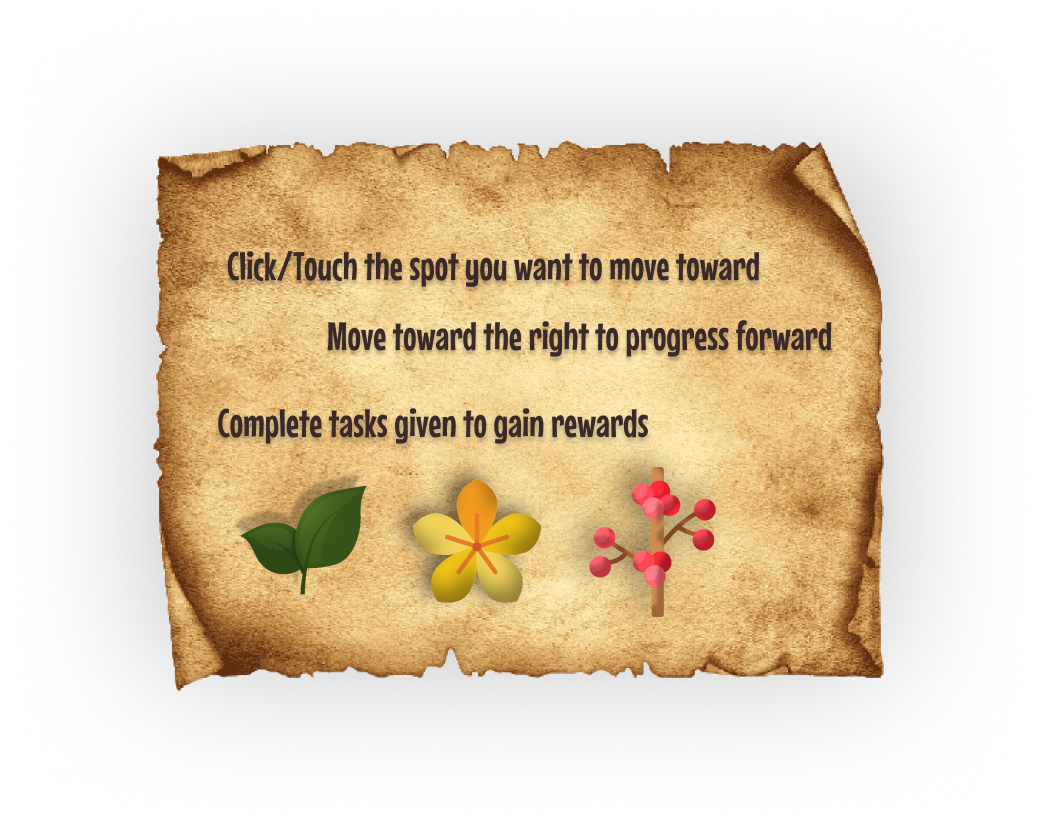 Click/Touch the spot you want to move toward
Move toward the right to progress forward
Complete tasks given to gain rewards